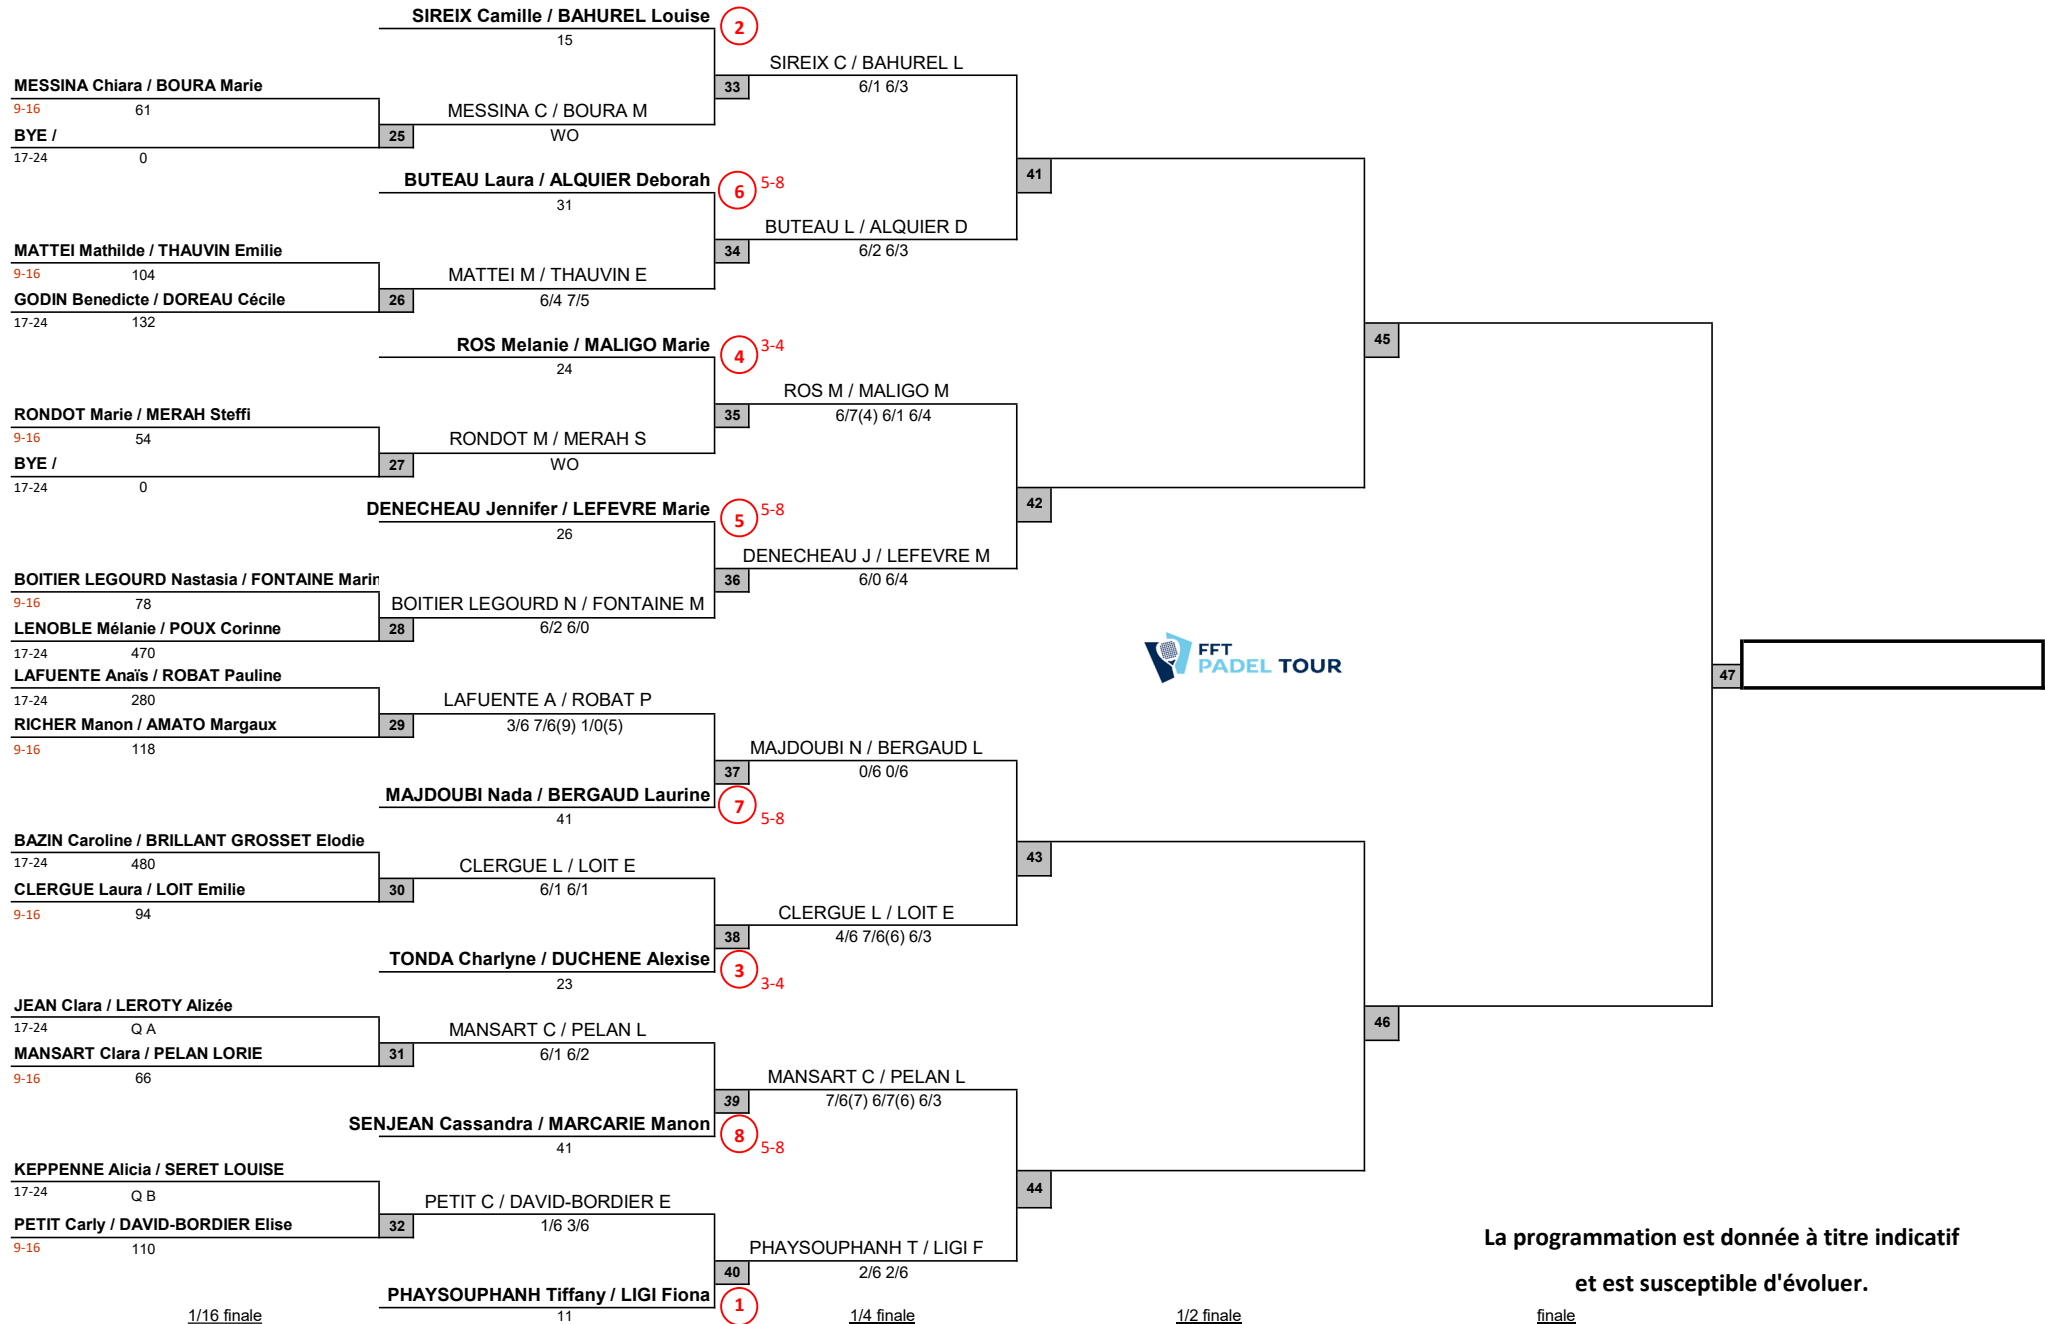 SIREIX Camille / BAHUREL Louise
2
15
SIREIX C / BAHUREL L
MESSINA Chiara / BOURA Marie
33
6/1 6/3
9-16
61
MESSINA C / BOURA M
BYE /
25
WO
17-24
0
BUTEAU Laura / ALQUIER Deborah
6
5-8
41
31
BUTEAU L / ALQUIER D
MATTEI Mathilde / THAUVIN Emilie
34
6/2 6/3
9-16
104
MATTEI M / THAUVIN E
GODIN Benedicte / DOREAU Cécile
26
6/4 7/5
17-24
132
ROS Melanie / MALIGO Marie
4
3-4
45
24
ROS M / MALIGO M
RONDOT Marie / MERAH Steffi
35
6/7(4) 6/1 6/4
9-16
54
RONDOT M / MERAH S
BYE /
27
WO
17-24
0
DENECHEAU Jennifer / LEFEVRE Marie
5
5-8
42
26
DENECHEAU J / LEFEVRE M
BOITIER LEGOURD Nastasia / FONTAINE Marin
36
6/0 6/4
9-16
78
BOITIER LEGOURD N / FONTAINE M
LENOBLE Mélanie / POUX Corinne
28
6/2 6/0
17-24
470
FFT
PADEL TOUR
LAFUENTE Anaïs / ROBAT Pauline
47
17-24
280
LAFUENTE A / ROBAT P
RICHER Manon / AMATO Margaux
29
3/6 7/6(9) 1/0(5)
9-16
118
MAJDOUBI N / BERGAUD L
37
0/6 0/6
MAJDOUBI Nada / BERGAUD Laurine
7
5-8
41
BAZIN Caroline / BRILLANT GROSSET Elodie
17-24
480
CLERGUE L / LOIT E
43
CLERGUE Laura / LOIT Emilie
30
6/1 6/1
9-16
94
CLERGUE L / LOIT E
38
4/6 7/6(6) 6/3
TONDA Charlyne / DUCHENE Alexise
3
3-4
23
JEAN Clara / LEROTY Alizée
17-24
Q A
MANSART C / PELAN L
46
MANSART Clara / PELAN LORIE
31
6/1 6/2
9-16
66
MANSART C / PELAN L
39
7/6(7) 6/7(6) 6/3
SENJEAN Cassandra / MARCARIE Manon
8
5-8
41
KEPPENNE Alicia / SERET LOUISE
17-24
Q B
PETIT C / DAVID-BORDIER E
44
PETIT Carly / DAVID-BORDIER Elise
32
1/6 3/6
9-16
110
PHAYSOUPHANH T / LIGI F
40
2/6 2/6
PHAYSOUPHANH Tiffany / LIGI Fiona
1
11
La programmation est donnée à titre indicatif
et est susceptible d'évoluer.
1/16 finale
1/4 finale
1/2 finale
finale